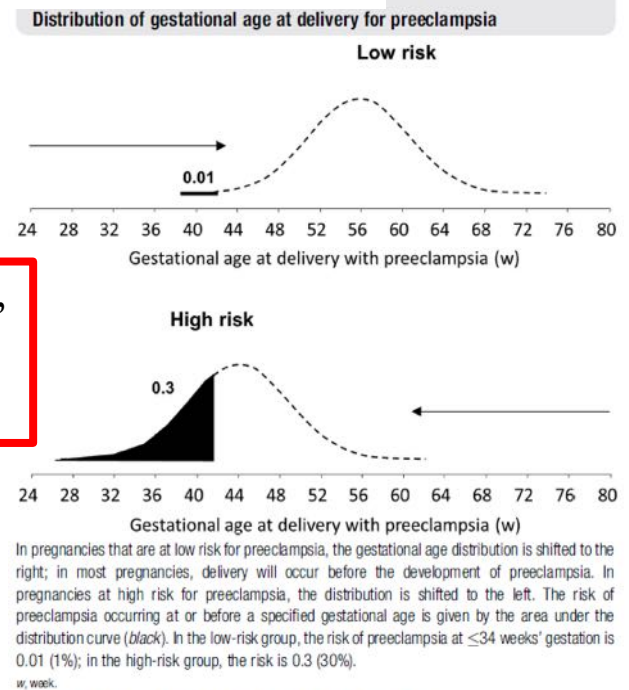 Distribution of gestational age at delivery for preeclampsia
Low risk
0.01
24 28 32 36 40 44 48 52 56 60 64 68 72 76 80
Gestational age at delivery with preeclampsia (w)
,
High risk
0.3
24 28 32 36 40 44 48 52 56 60 64 68 72 76 80
Gestational age at delivery with preeclampsia (w)
In pregnancies that are at low risk for preeclampsia, the gestational age distribution is shifted to the
right; in most pregnancies, delivery will occur before the development of preeclampsia. In
pregnancies at high risk for preeclampsia, the distribution is shifted to the left. The risk of
preeclampsia occurring at or before a specified gestational age is given by the area under the
distribution curve (black). In the low-risk group, the risk of preeclampsia at ≤34 weeks' gestation is
0.01 (1%); in the high-risk group, the risk is 0.3 (30%).
w, week.